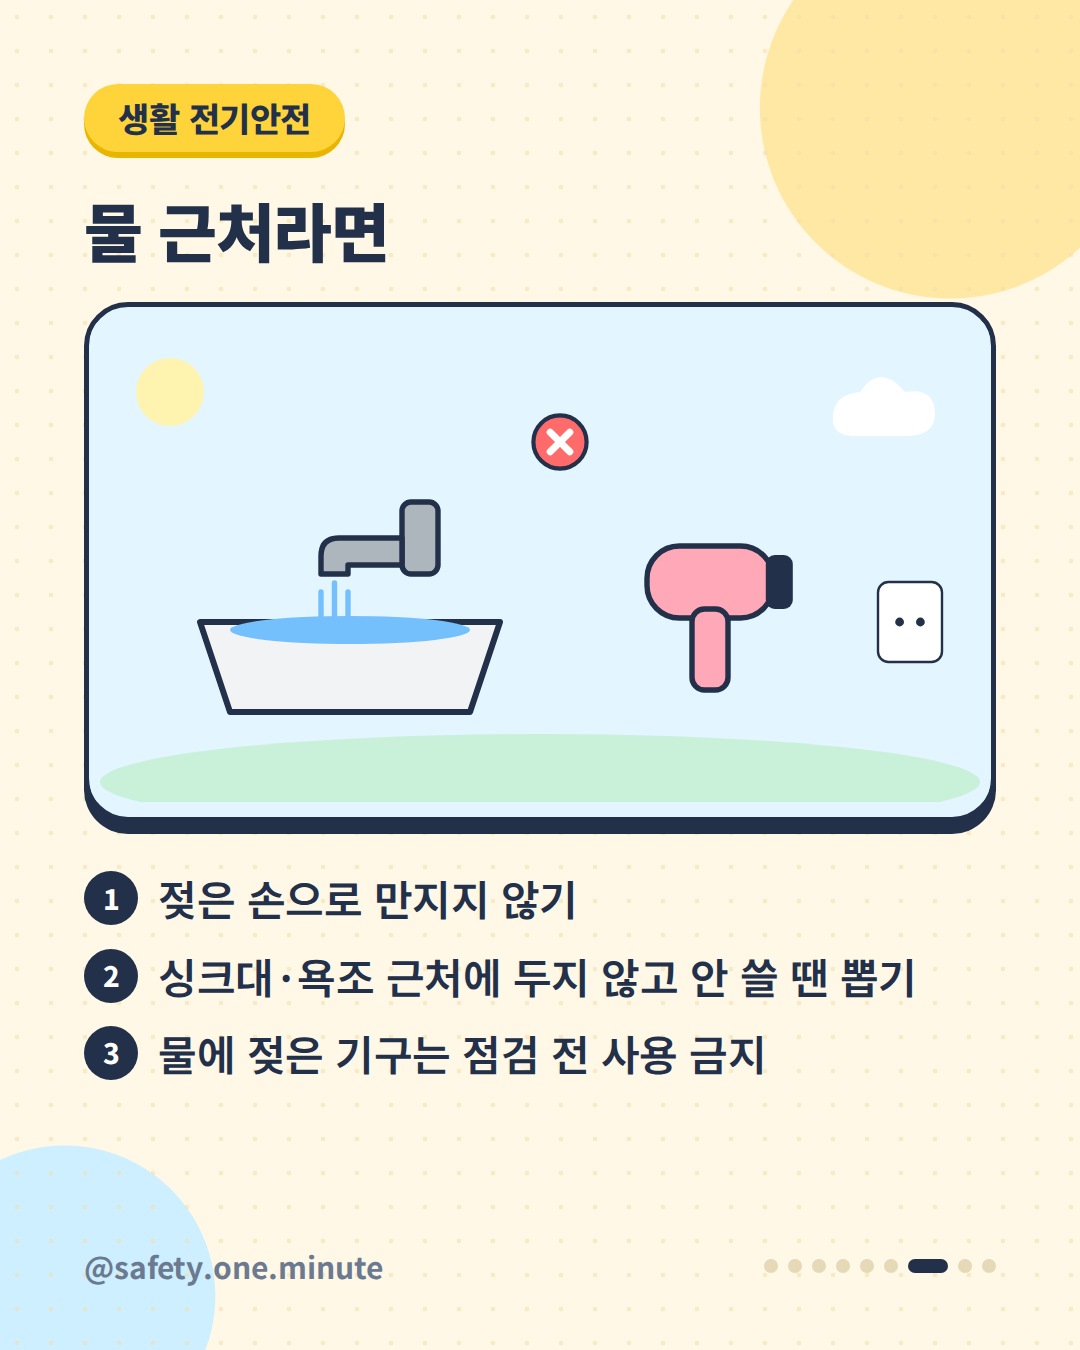 생활 전기안전
물 근처라면
1 젖은 손으로 만지지 않기
2 싱크대·욕조 근처에 두지 않고 안 쓸 땐 뽑기
3 물에 젖은 기구는 점검 전 사용 금지
@safety.one.minute